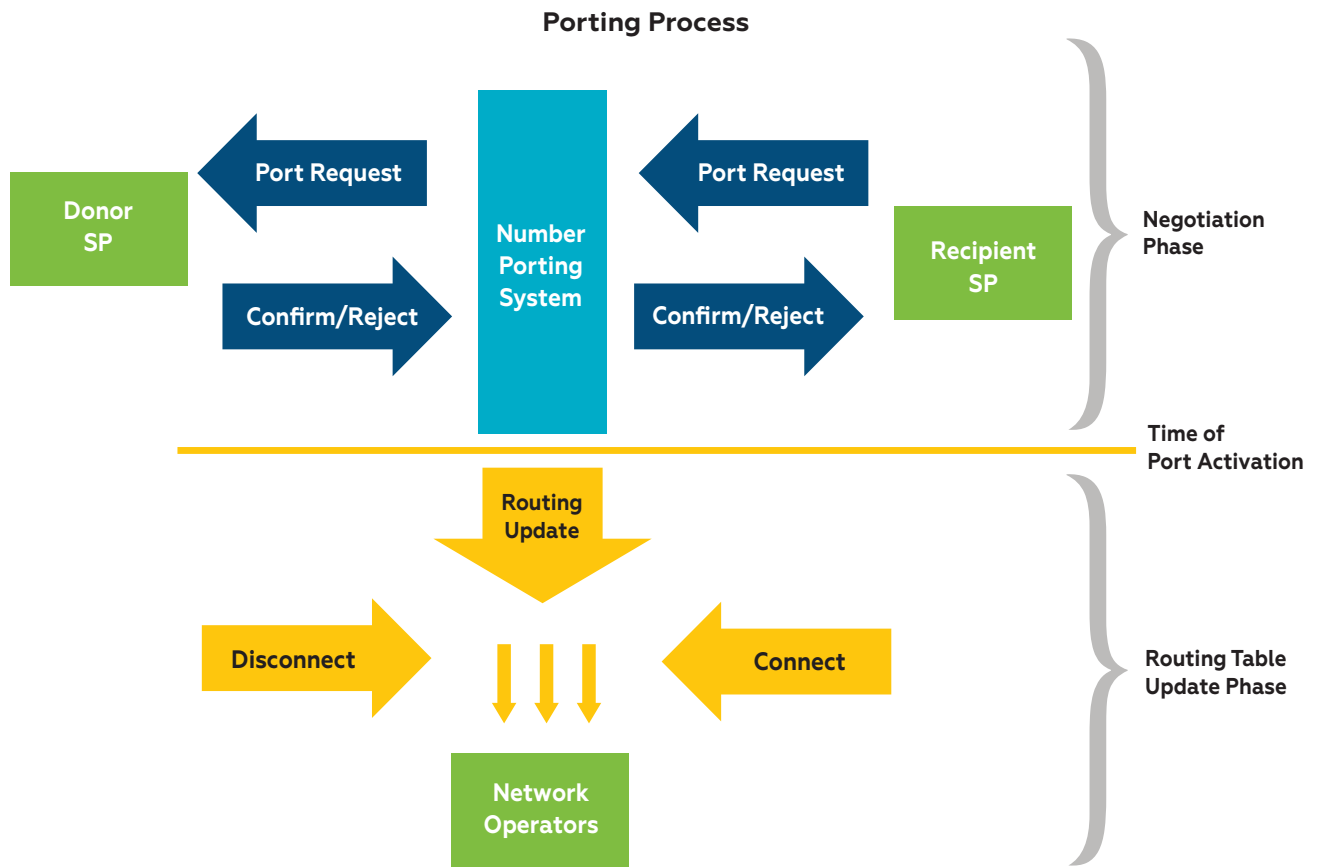 Porting Process
Port Request
Port Request
Donor
SP
Number
Porting
System
Recipient
SP
Negotiation
Phase
Confirm/Reject
Confirm/Reject
Time of
Port Activation
Routing
Update
Disconnect
Connect
Routing Table
Update Phase
Network
Operators